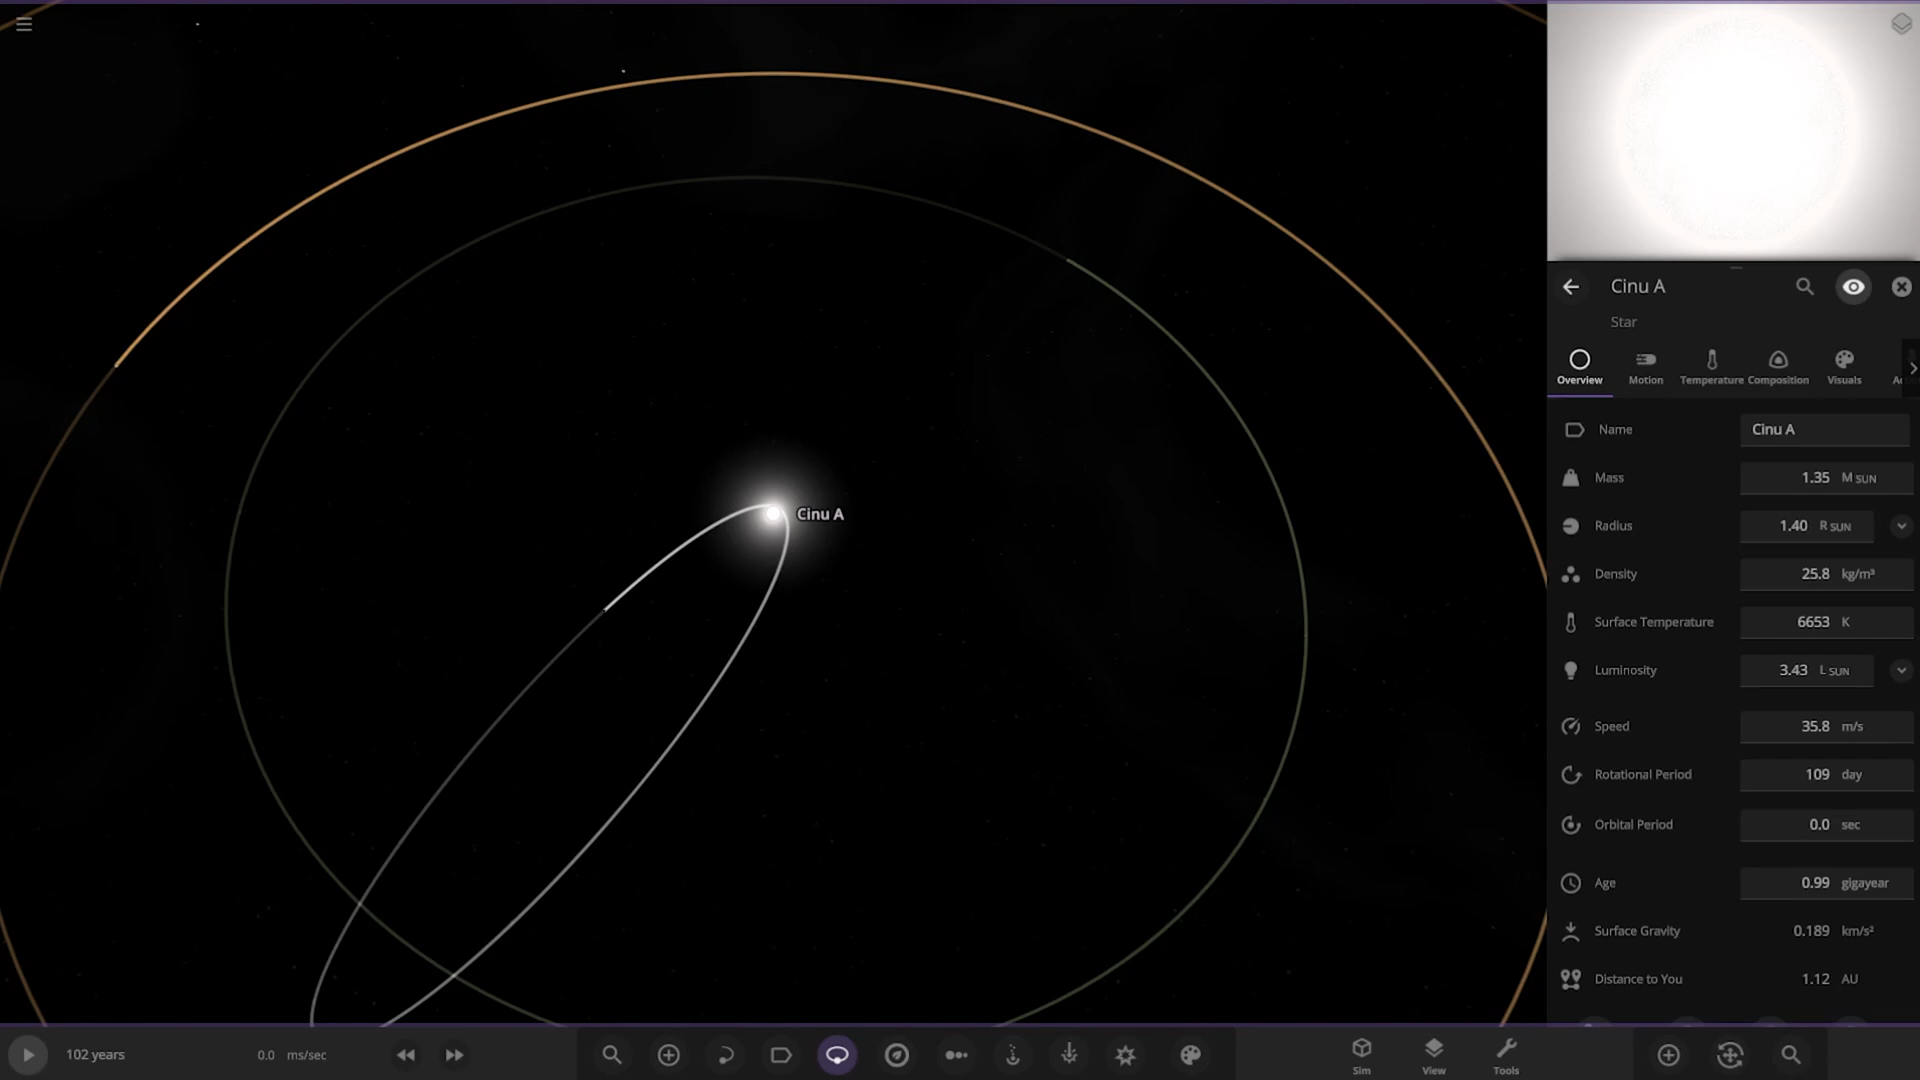 Cinu A
Cinu A
Star
Overview
Motion
Temperature
Composition
Visuals
Name
Cinu A
Mass
1.35 M SUN
Radius
1.40 R SUN
Density
25.8 kg/m³
Surface Temperature
6653 K
Luminosity
3.43 L SUN
Speed
35.8 m/s
Rotational Period
109 day
Orbital Period
0.0 sec
Age
0.99 gigayear
Surface Gravity
0.189 km/s²
Distance to You
1.12 AU
102 years
0.0 ms/sec
Sim
View
Tools